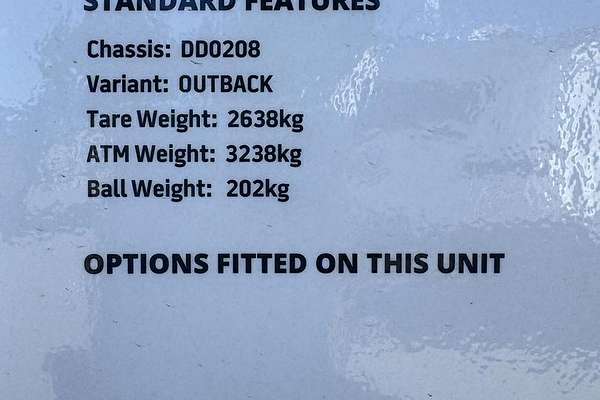 STANDARD FEATURES
Chassis: DD0208
Variant: OUTBACK
Tare Weight: 2638kg
ATM Weight: 3238kg
Ball Weight: 202kg
OPTIONS FITTED ON THIS UNIT